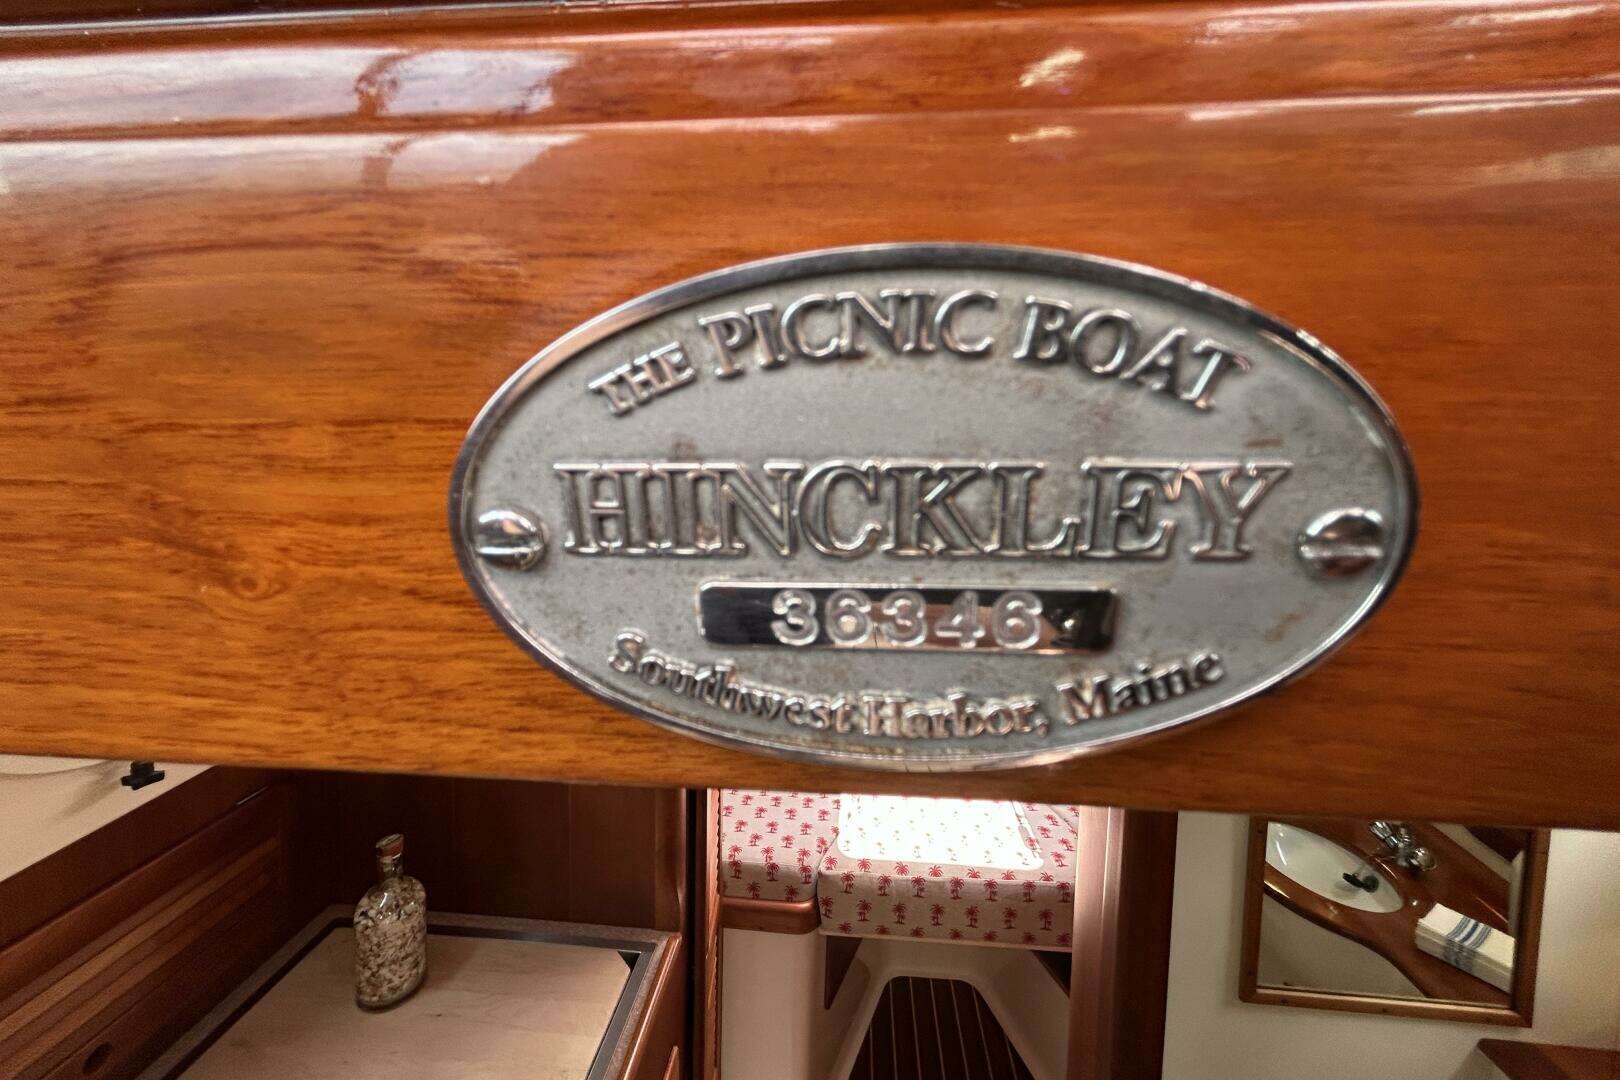 THE PICNIC BOAT
HINCKLEY
36346
Southwest Harbor, Maine